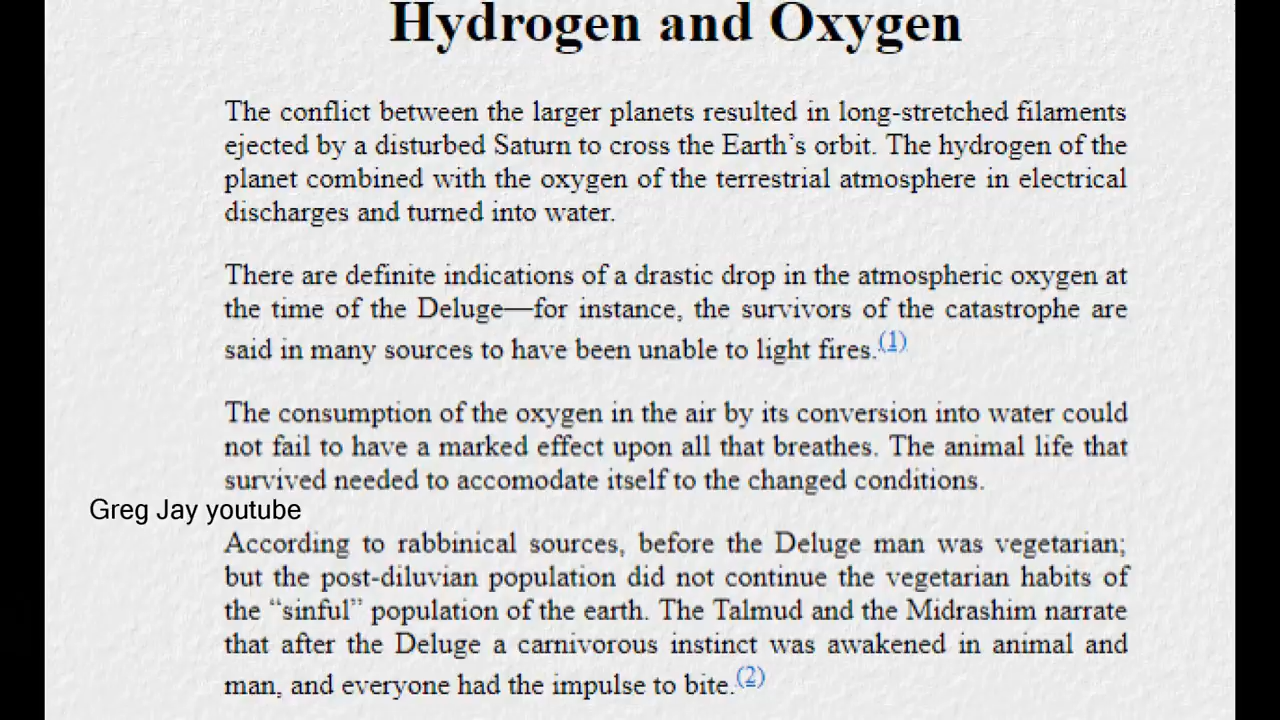 Hydrogen and Oxygen
The conflict between the larger planets resulted in long-stretched filaments
ejected by a disturbed Saturn to cross the Earth’s orbit. The hydrogen of the
planet combined with the oxygen of the terrestrial atmosphere in electrical
discharges and turned into water.
There are definite indications of a drastic drop in the atmospheric oxygen at
the time of the Deluge—for instance, the survivors of the catastrophe are
said in many sources to have been unable to light fires.(1)
The consumption of the oxygen in the air by its conversion into water could
not fail to have a marked effect upon all that breathes. The animal life that
survived needed to accomodate itself to the changed conditions.
Greg Jay youtube
According to rabbinical sources, before the Deluge man was vegetarian;
but the post-diluvian population did not continue the vegetarian habits of
the “sinful” population of the earth. The Talmud and the Midrashim narrate
that after the Deluge a carnivorous instinct was awakened in animal and
man, and everyone had the impulse to bite.(2)